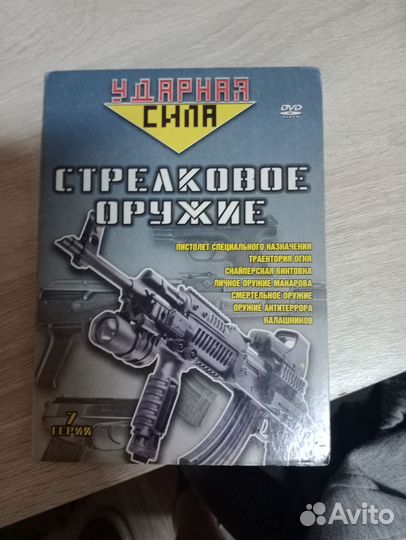 УДАРНАЯ
СИЛА
DVD
VIDEO
СТРЕЛКОВОЕ
ОРУЖИЕ
ПИСТОЛЕТ СПЕЦИАЛЬНОГО НАЗНАЧЕНИЯ
ТРАЕКТОРИЯ ОГНЯ
СНАЙПЕРСКАЯ ВИНТОВКА
ЛИЧНОЕ ОРУЖИЕ МАКАРОВА
СМЕРТЕЛЬНОЕ ОРУЖИЕ
ОРУЖИЕ АНТИТЕРРОРА
КАЛАШНИКОВ
7
СЕРИЙ
Avito